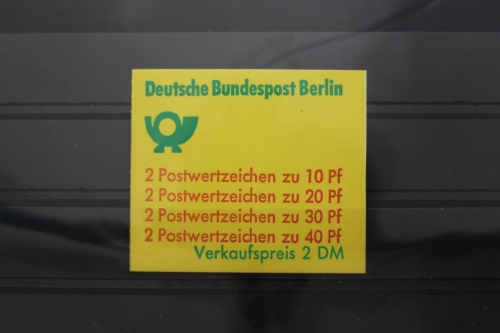 Deutsche Bundespost Berlin
2 Postwertzeichen zu 10 Pf
2 Postwertzeichen zu 20 Pf
2 Postwertzeichen zu 30 Pf
2 Postwertzeichen zu 40 Pf
Verkaufspreis 2 DM